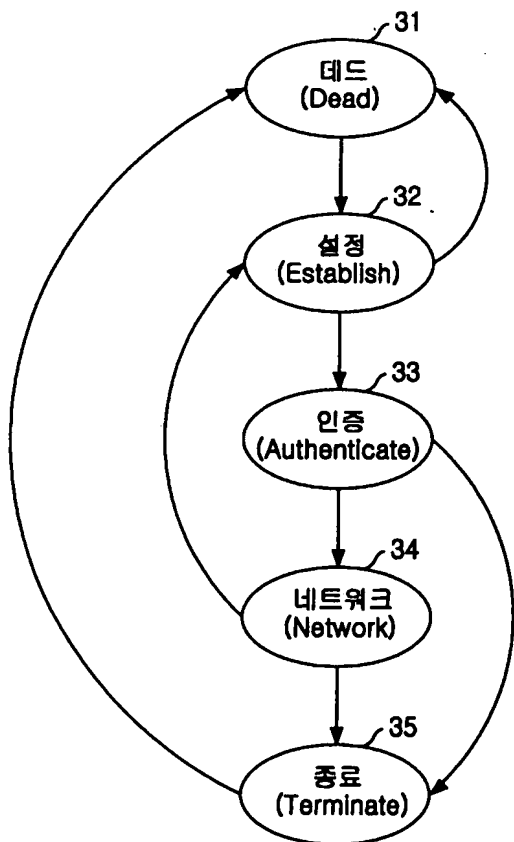 31
데드
(Dead)
32
설정
(Establish)
33
인증
(Authenticate)
34
네트워크
(Network)
35
종료
(Terminate)